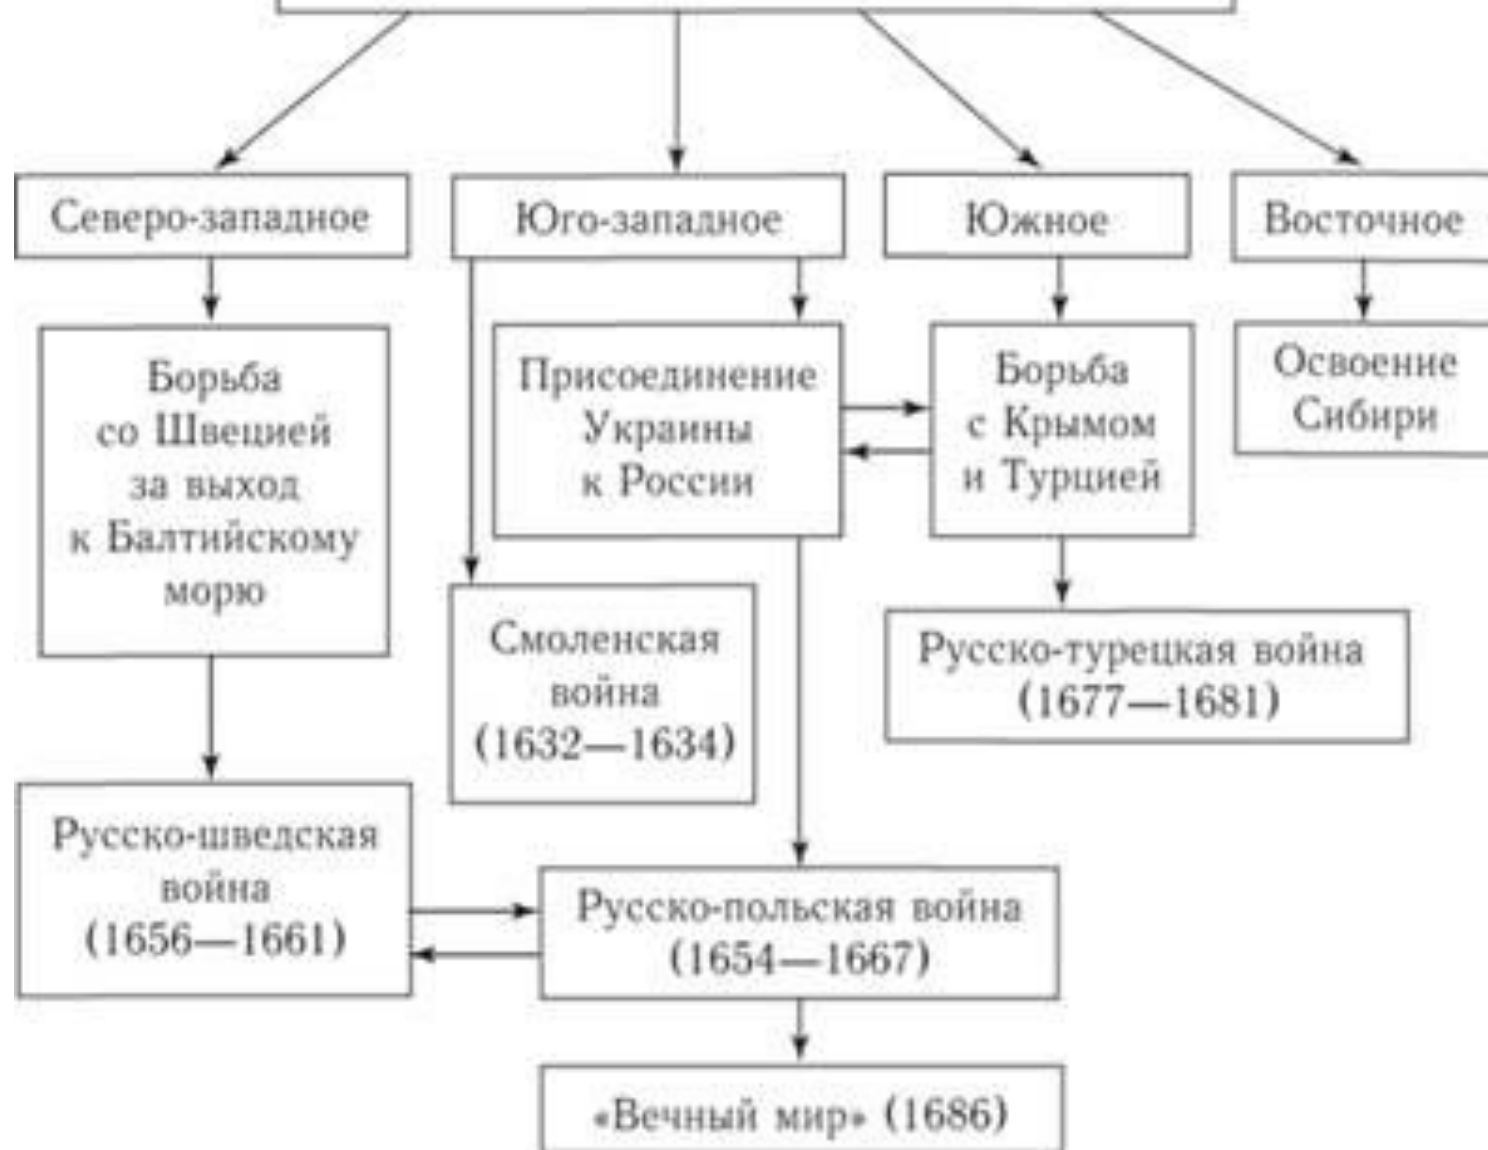 Северо-западное
Юго-западное
Южное
Восточное
Борьба
со Швецией
за выход
к Балтийскому
морю
Присоединение
Украины
к России
Борьба
с Крымом
и Турцией
Освоение
Сибири
Смоленская
война
(1632—1634)
Русско-турецкая война
(1677—1681)
Русско-шведская
война
(1656—1661)
Русско-польская война
(1654—1667)
«Вечный мир» (1686)